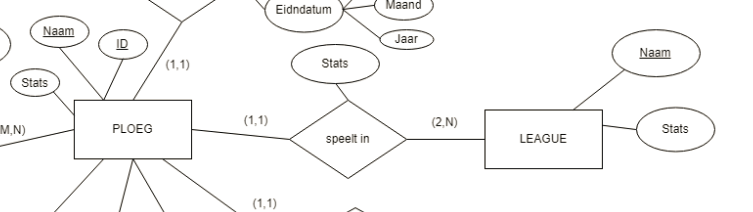 Eidndatum
Maand
Naam
ID
Jaar
(1,1)
Stats
Naam
Stats
M,N)
PLOEG
(1,1)
speelt in
(2,N)
LEAGUE
Stats
(1,1)